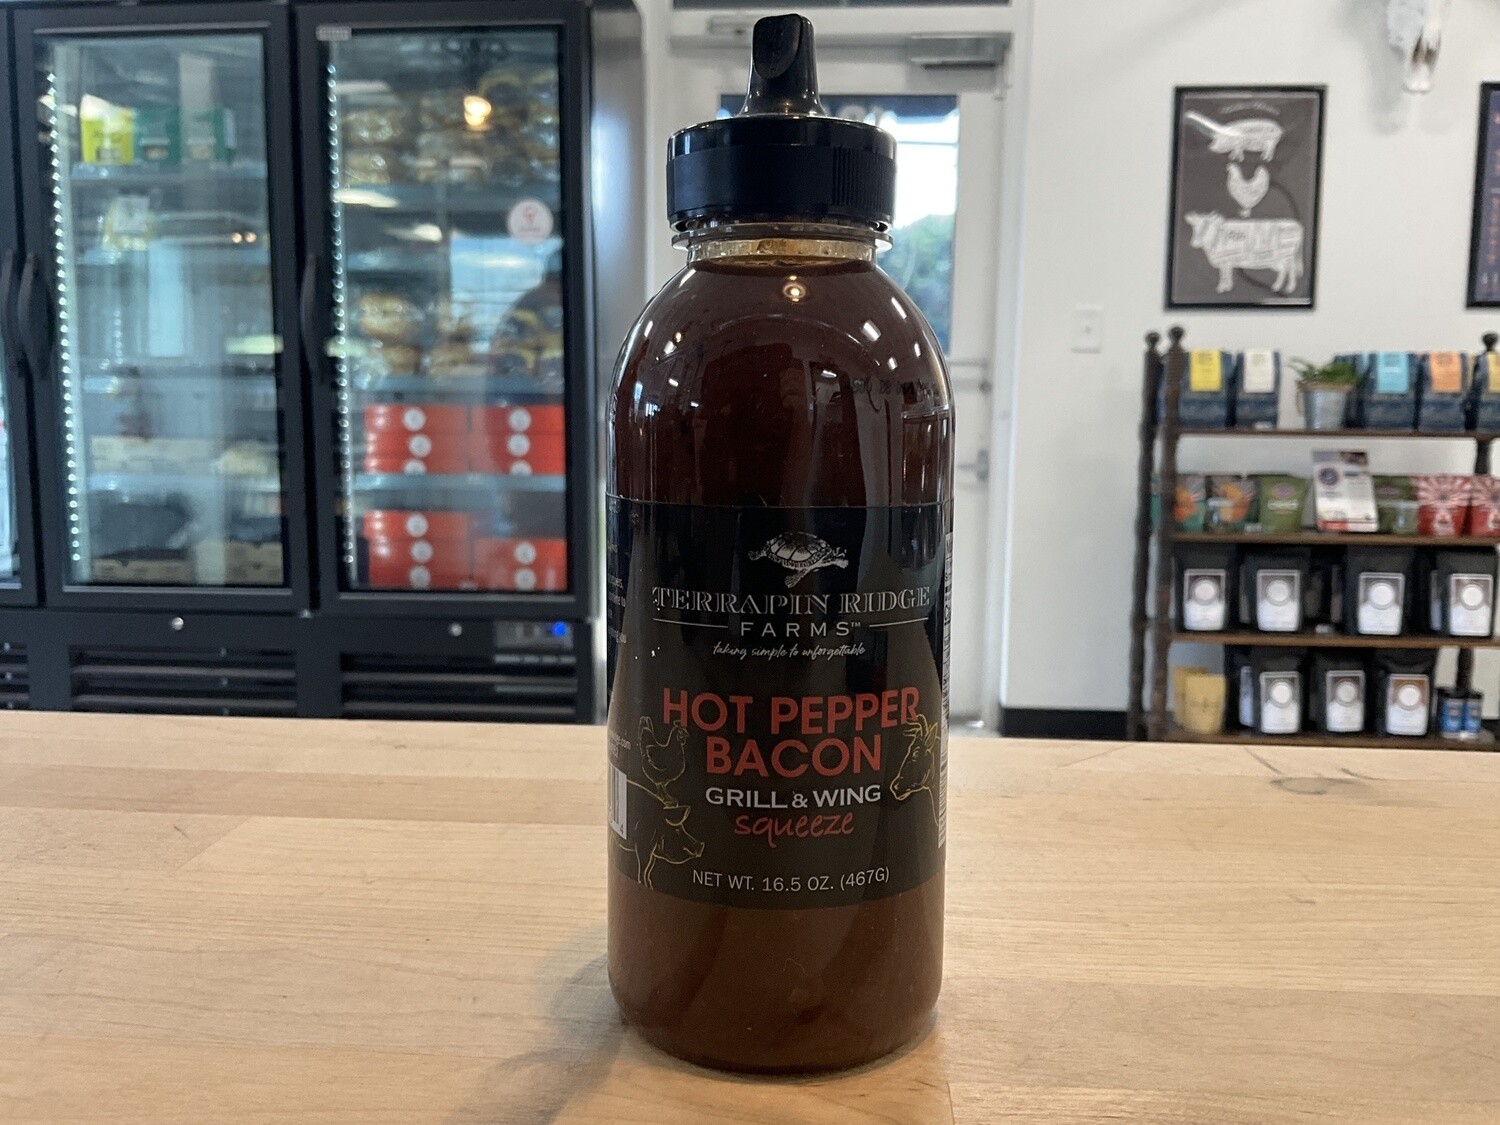 TERRAPIN RIDGE
FARMS™
taking simple to unforgettable
HOT PEPPER
BACON
GRILL & WING
squeeze
NET WT. 16.5 OZ. (467G)